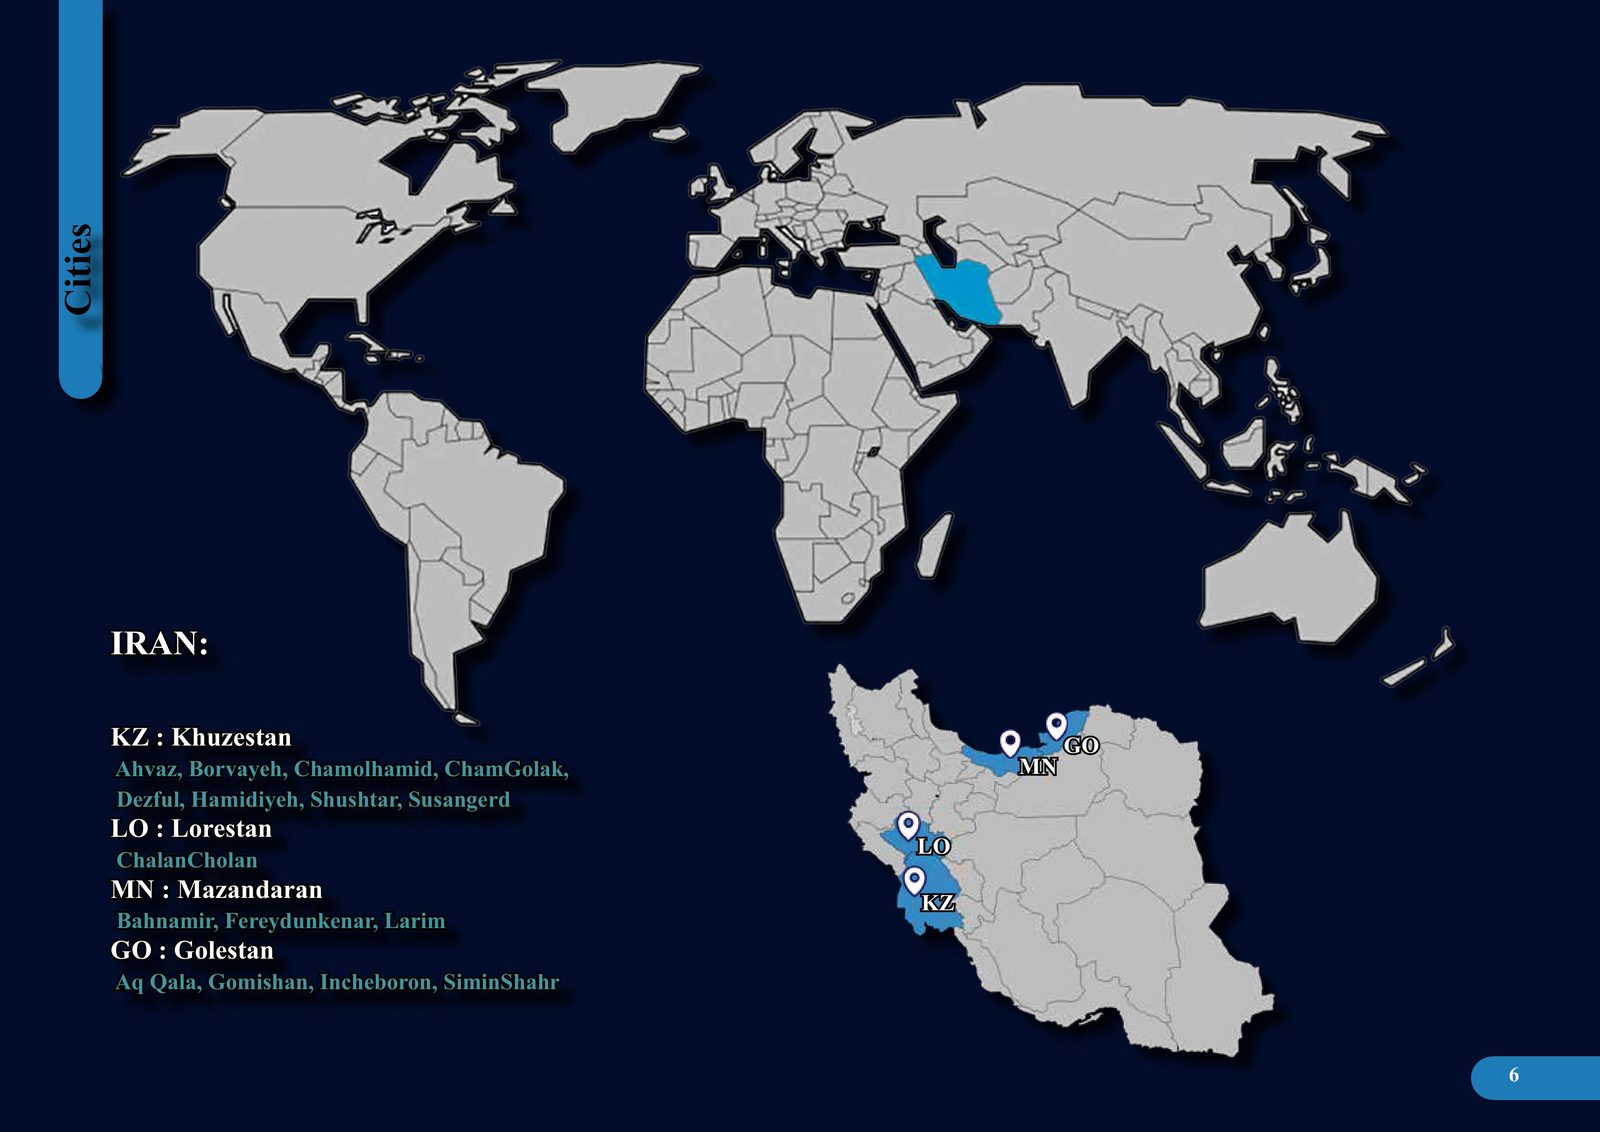 Cities
IRAN:
KZ : Khuzestan
Ahvaz, Borvayeh, Chamolhamid, ChamGolak,
Dezful, Hamidiyeh, Shushtar, Susangerd
LO : Lorestan
ChalanCholan
MN : Mazandaran
Bahnamir, Fereydunkenar, Larim
GO : Golestan
Aq Qala, Gomishan, Incheboron, SiminShahr
GO
MN
LO
KZ
6